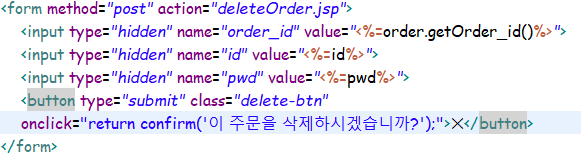 <form method="post" action="deleteOrder.jsp">
<input type="hidden" name="order_id" value="<%=order.getOrder_id()%>">
<input type="hidden" name="id" value="<%=id%>">
<input type="hidden" name="pwd" value="<%=pwd%>">
<button type="submit" class="delete-btn"
onclick="return confirm('이 주문을 삭제하시겠습니까?');">✕</button>
</form>